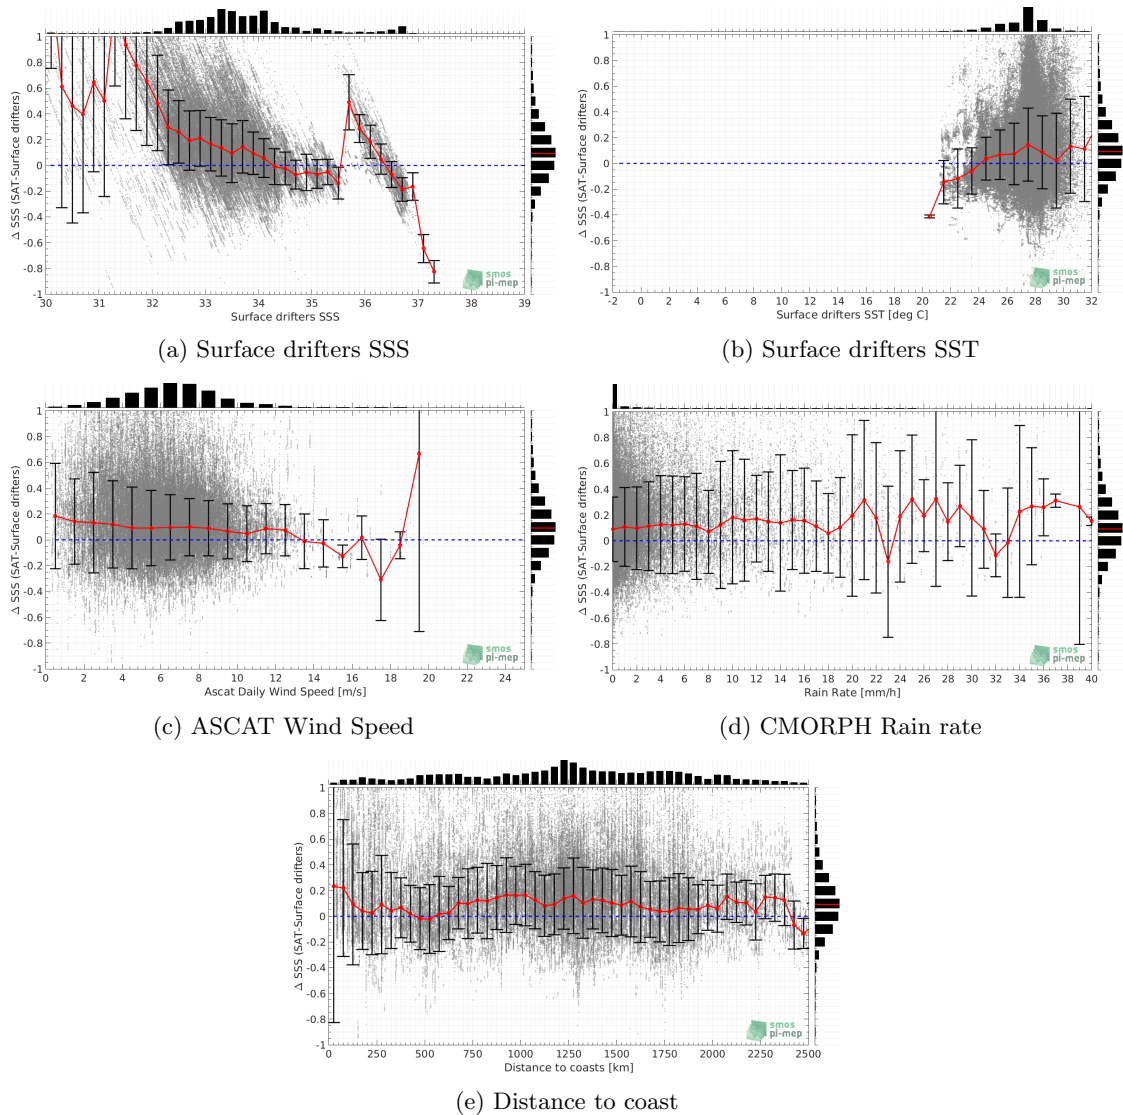 Δ SSS (SAT-Surface drifters)
1
0.8
0.6
0.4
0.2
0
-0.2
-0.4
-0.6
-0.8
-1
30 31 32 33 34 35 36 37 38 39
Surface drifters SSS
smos
pi-mep
(a) Surface drifters SSS
Δ SSS (SAT-Surface drifters)
1
0.8
0.6
0.4
0.2
0
-0.2
-0.4
-0.6
-0.8
-1
-2 0 2 4 6 8 10 12 14 16 18 20 22 24 26 28 30 32
Surface drifters SST [deg C]
smos
pi-mep
(b) Surface drifters SST
Δ SSS (SAT-Surface drifters)
1
0.8
0.6
0.4
0.2
0
-0.2
-0.4
-0.6
-0.8
-1
0 2 4 6 8 10 12 14 16 18 20 22 24
Ascat Daily Wind Speed [m/s]
smos
pi-mep
(c) ASCAT Wind Speed
Δ SSS (SAT-Surface drifters)
1
0.8
0.6
0.4
0.2
0
-0.2
-0.4
-0.6
-0.8
-1
0 2 4 6 8 10 12 14 16 18 20 22 24 26 28 30 32 34 36 38 40
Rain Rate [mm/h]
smos
pi-mep
(d) CMORPH Rain rate
Δ SSS (SAT-Surface drifters)
1
0.8
0.6
0.4
0.2
0
-0.2
-0.4
-0.6
-0.8
-1
0 250 500 750 1000 1250 1500 1750 2000 2250 2500
Distance to coasts [km]
smos
pi-mep
(e) Distance to coast